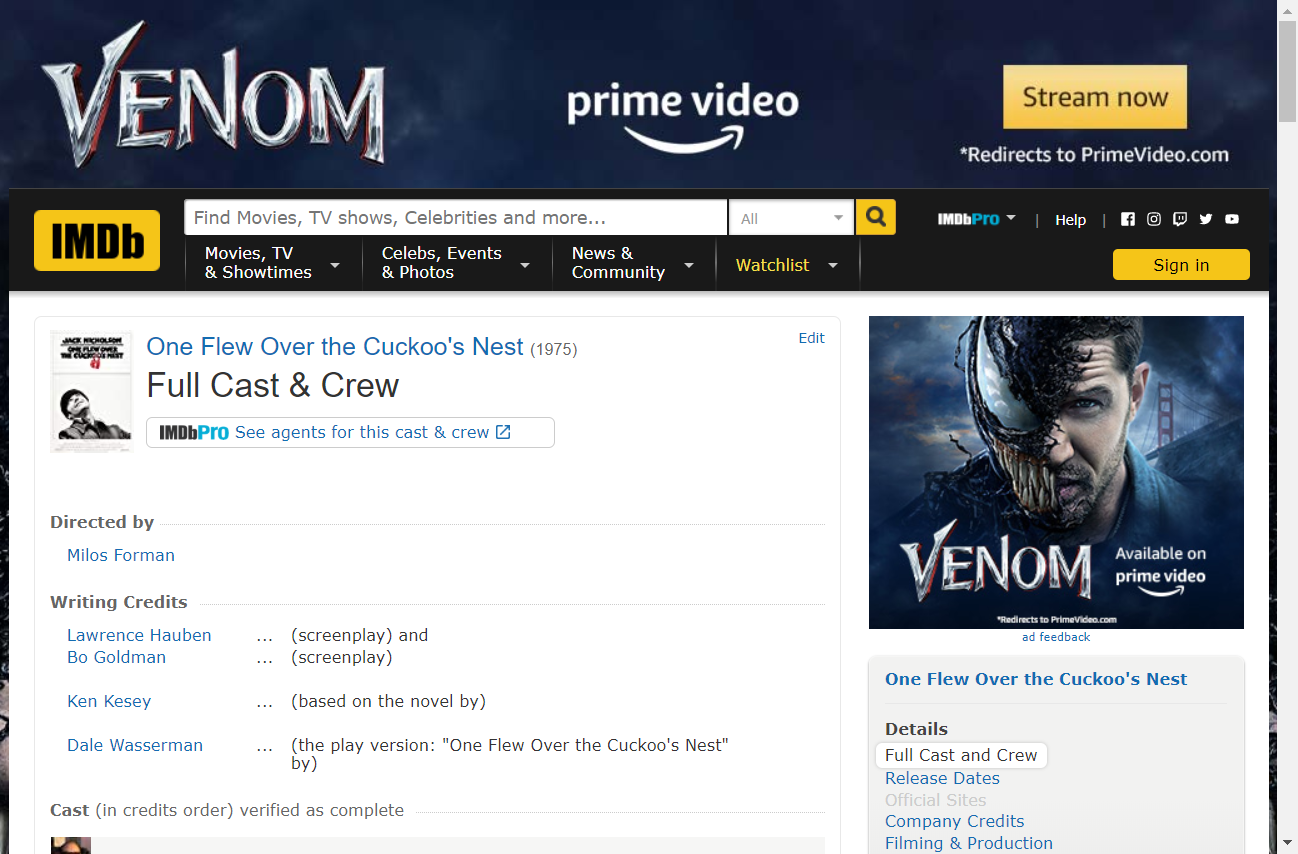 VENOM
prime video
Stream now
*Redirects to PrimeVideo.com
IMDb
Find Movies, TV shows, Celebrities and more...
All
IMDbPro
|
Help
|
Movies, TV
& Showtimes
Celebs, Events
& Photos
News &
Community
Watchlist
Sign in
JACK NICHOLSON
ONE FLEW OVER
THE CUCKOO'S NEST
One Flew Over the Cuckoo's Nest (1975)
Edit
Full Cast & Crew
IMDbPro See agents for this cast & crew
Directed by
Milos Forman
Writing Credits
Lawrence Hauben ... (screenplay) and
Bo Goldman ... (screenplay)
Ken Kesey ... (based on the novel by)
Dale Wasserman ... (the play version: "One Flew Over the Cuckoo's Nest"
by)
Cast (in credits order) verified as complete
VENOM
Available on
prime video
*Redirects to PrimeVideo.com
ad feedback
One Flew Over the Cuckoo's Nest
Details
Full Cast and Crew
Release Dates
Official Sites
Company Credits
Filming & Production